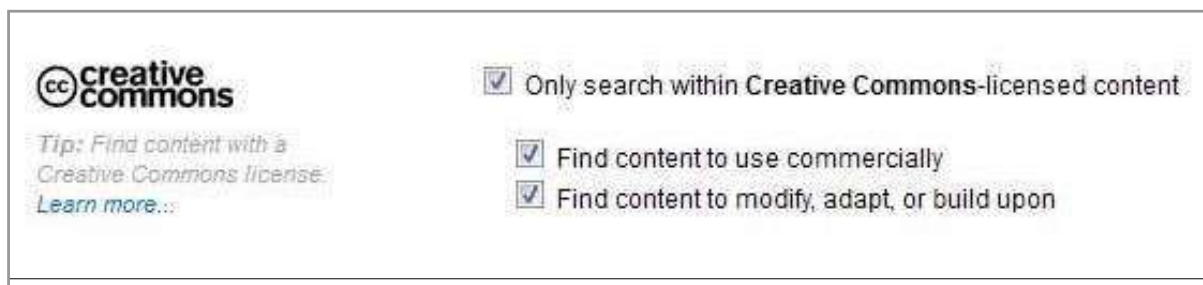 cc creative
commons
Tip: Find content with a
Creative Commons license.
Learn more...
Only search within Creative Commons-licensed content
Find content to use commercially
Find content to modify, adapt, or build upon